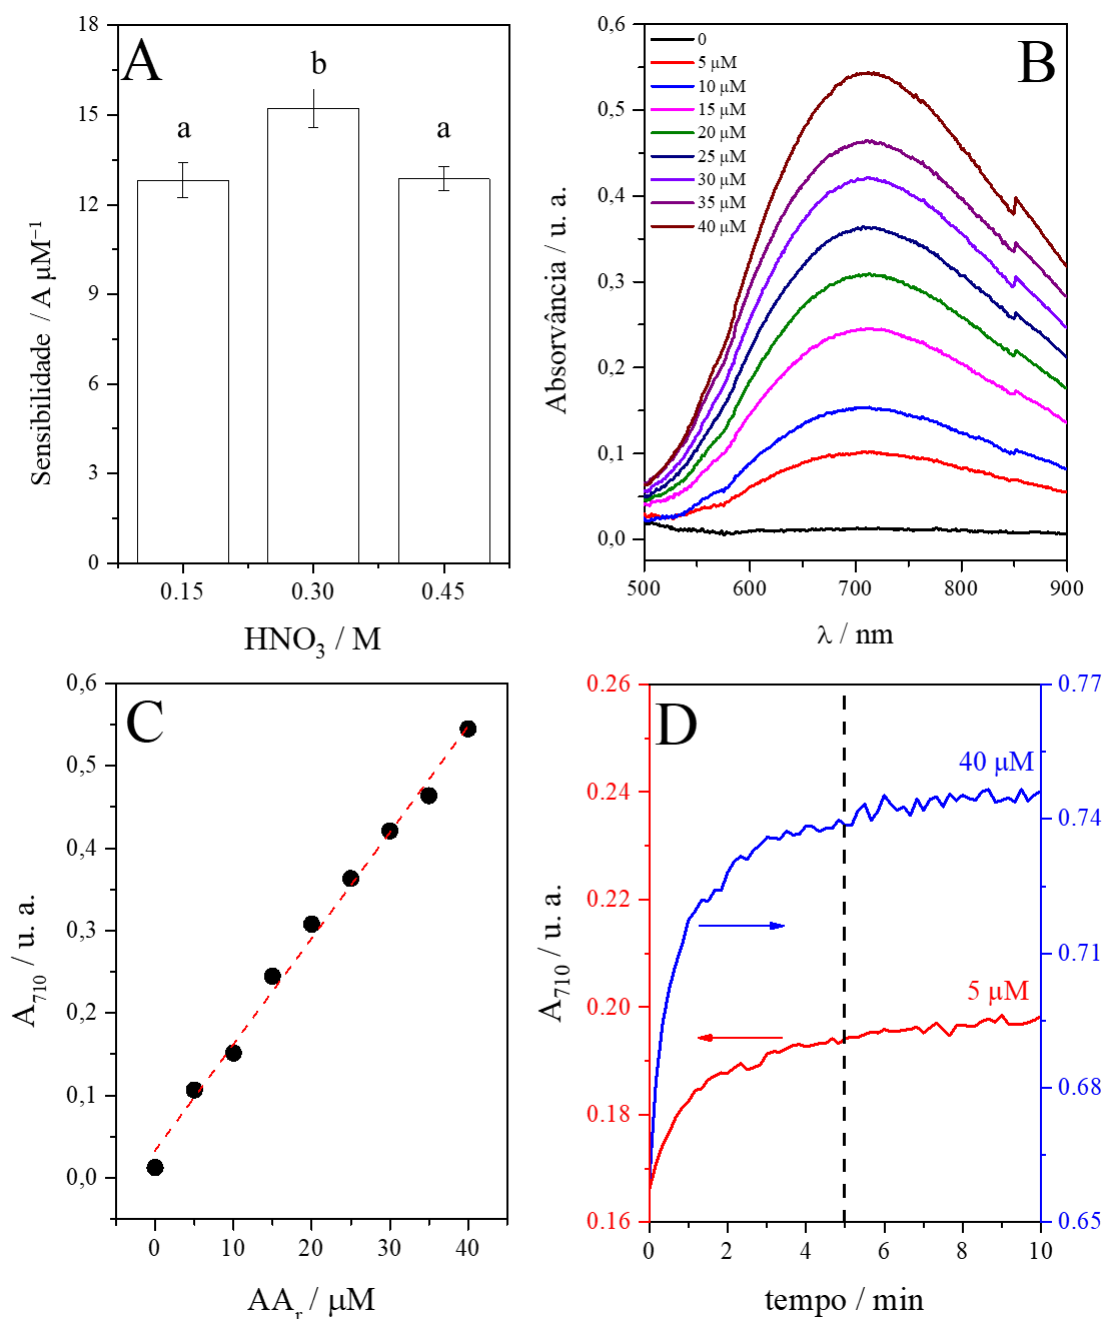 A
18
15
12
9
6
3
0
Sensibilidade / A μM⁻¹
a
b
a
0.15
0.30
0.45
HNO₃ / M
B
0,6
0,5
0,4
0,3
0,2
0,1
0,0
Absorvância / u. a.
0
5 μM
10 μM
15 μM
20 μM
25 μM
30 μM
35 μM
40 μM
500
600
700
800
900
λ / nm
C
0,6
0,5
0,4
0,3
0,2
0,1
0,0
A₇₁₀ / u. a.
0
10
20
30
40
AAᵣ / μM
D
0.26
0.24
0.22
0.20
0.18
0.16
A₇₁₀ / u. a.
0.77
0.74
0.71
0.68
0.65
40 μM
5 μM
0
2
4
6
8
10
tempo / min